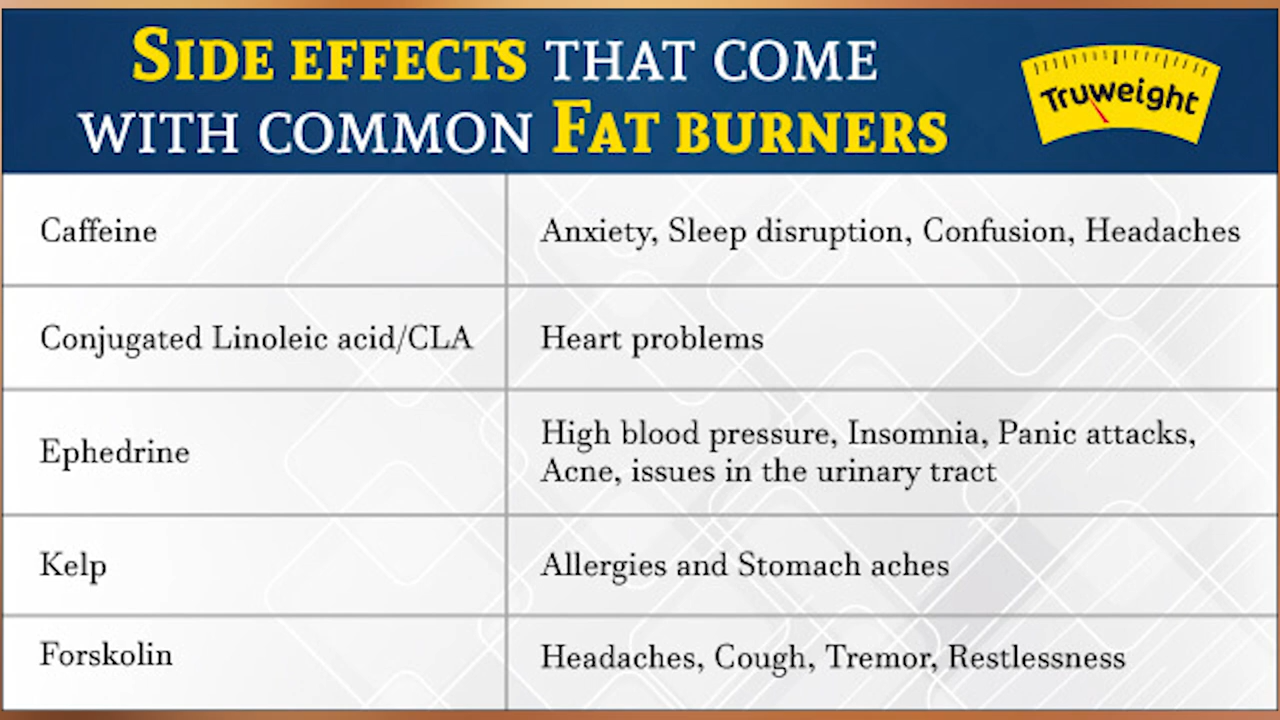 SIDE EFFECTS THAT COME
WITH COMMON FAT BURNERS
Truweight
Caffeine
Anxiety, Sleep disruption, Confusion, Headaches
Conjugated Linoleic acid/CLA
Heart problems
Ephedrine
High blood pressure, Insomnia, Panic attacks,
Acne, issues in the urinary tract
Kelp
Allergies and Stomach aches
Forskolin
Headaches, Cough, Tremor, Restlessness